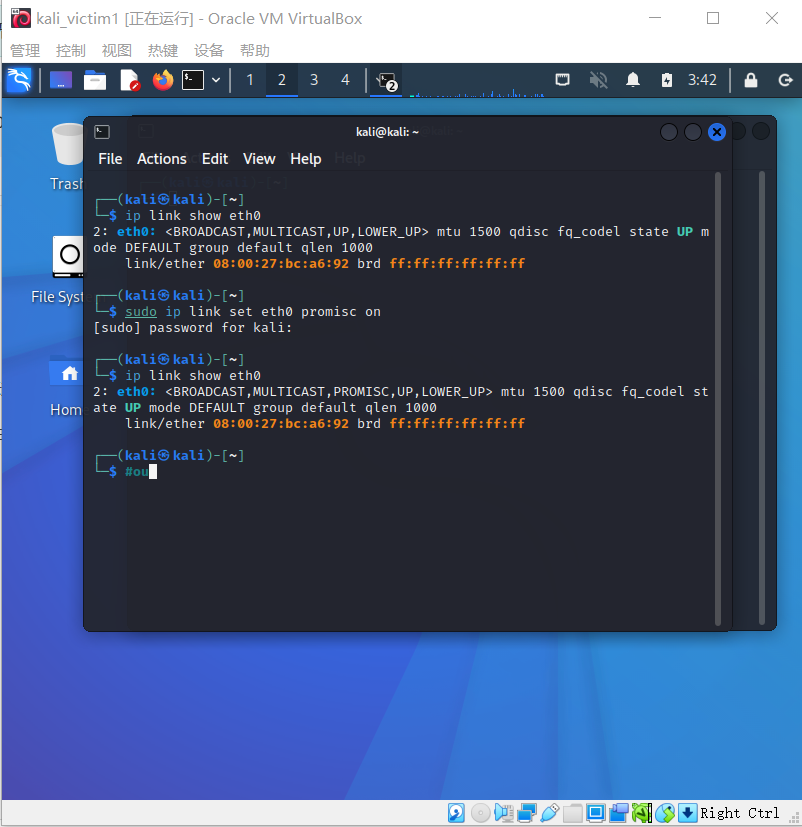 kali_victim1 [正在运行] - Oracle VM VirtualBox
管理 控制 视图 热键 设备 帮助
1 2 3 4 2 3:42
kali@kali: ~
File Actions Edit View Help
Help
Trash
┌──(kali㉿kali)-[~]
└─$ ip link show eth0
2: eth0: <BROADCAST,MULTICAST,UP,LOWER_UP> mtu 1500 qdisc fq_codel state UP m
ode DEFAULT group default qlen 1000
link/ether 08:00:27:bc:a6:92 brd ff:ff:ff:ff:ff:ff
File Syst
┌──(kali㉿kali)-[~]
└─$ sudo ip link set eth0 promisc on
[sudo] password for kali:
┌──(kali㉿kali)-[~]
└─$ ip link show eth0
2: eth0: <BROADCAST,MULTICAST,PROMISC,UP,LOWER_UP> mtu 1500 qdisc fq_codel st
ate UP mode DEFAULT group default qlen 1000
link/ether 08:00:27:bc:a6:92 brd ff:ff:ff:ff:ff:ff
Home
┌──(kali㉿kali)-[~]
└─$ #ou
Right Ctrl